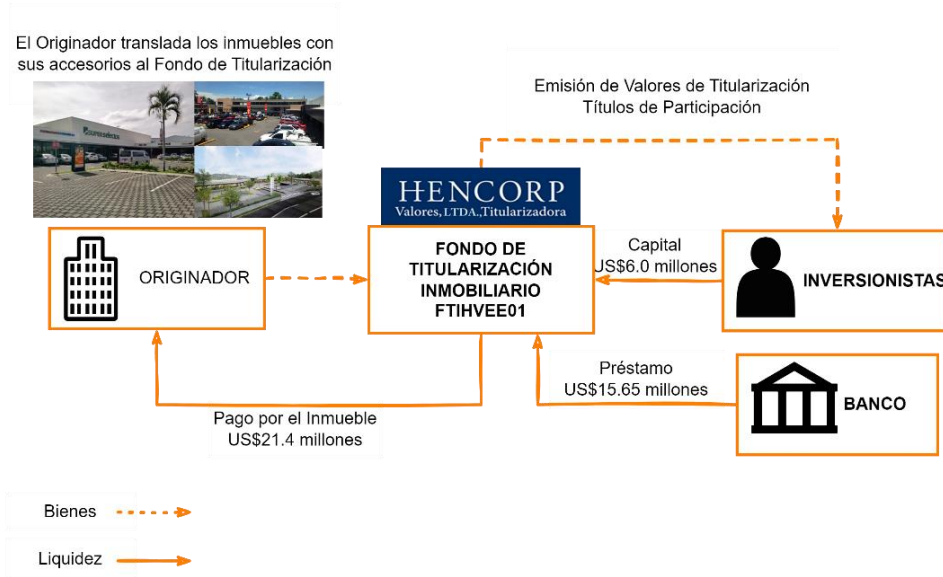 El Originador translada los inmuebles con
sus accesorios al Fondo de Titularización
Emisión de Valores de Titularización
Títulos de Participación
HENCORP
Valores, LTDA.,Titularizadora
ORIGINADOR
FONDO DE
TITULARIZACIÓN
INMOBILIARIO
FTIHVEE01
Capital
US$6.0 millones
INVERSIONISTAS
Préstamo
US$15.65 millones
BANCO
Pago por el Inmueble
US$21.4 millones
Bienes
Liquidez